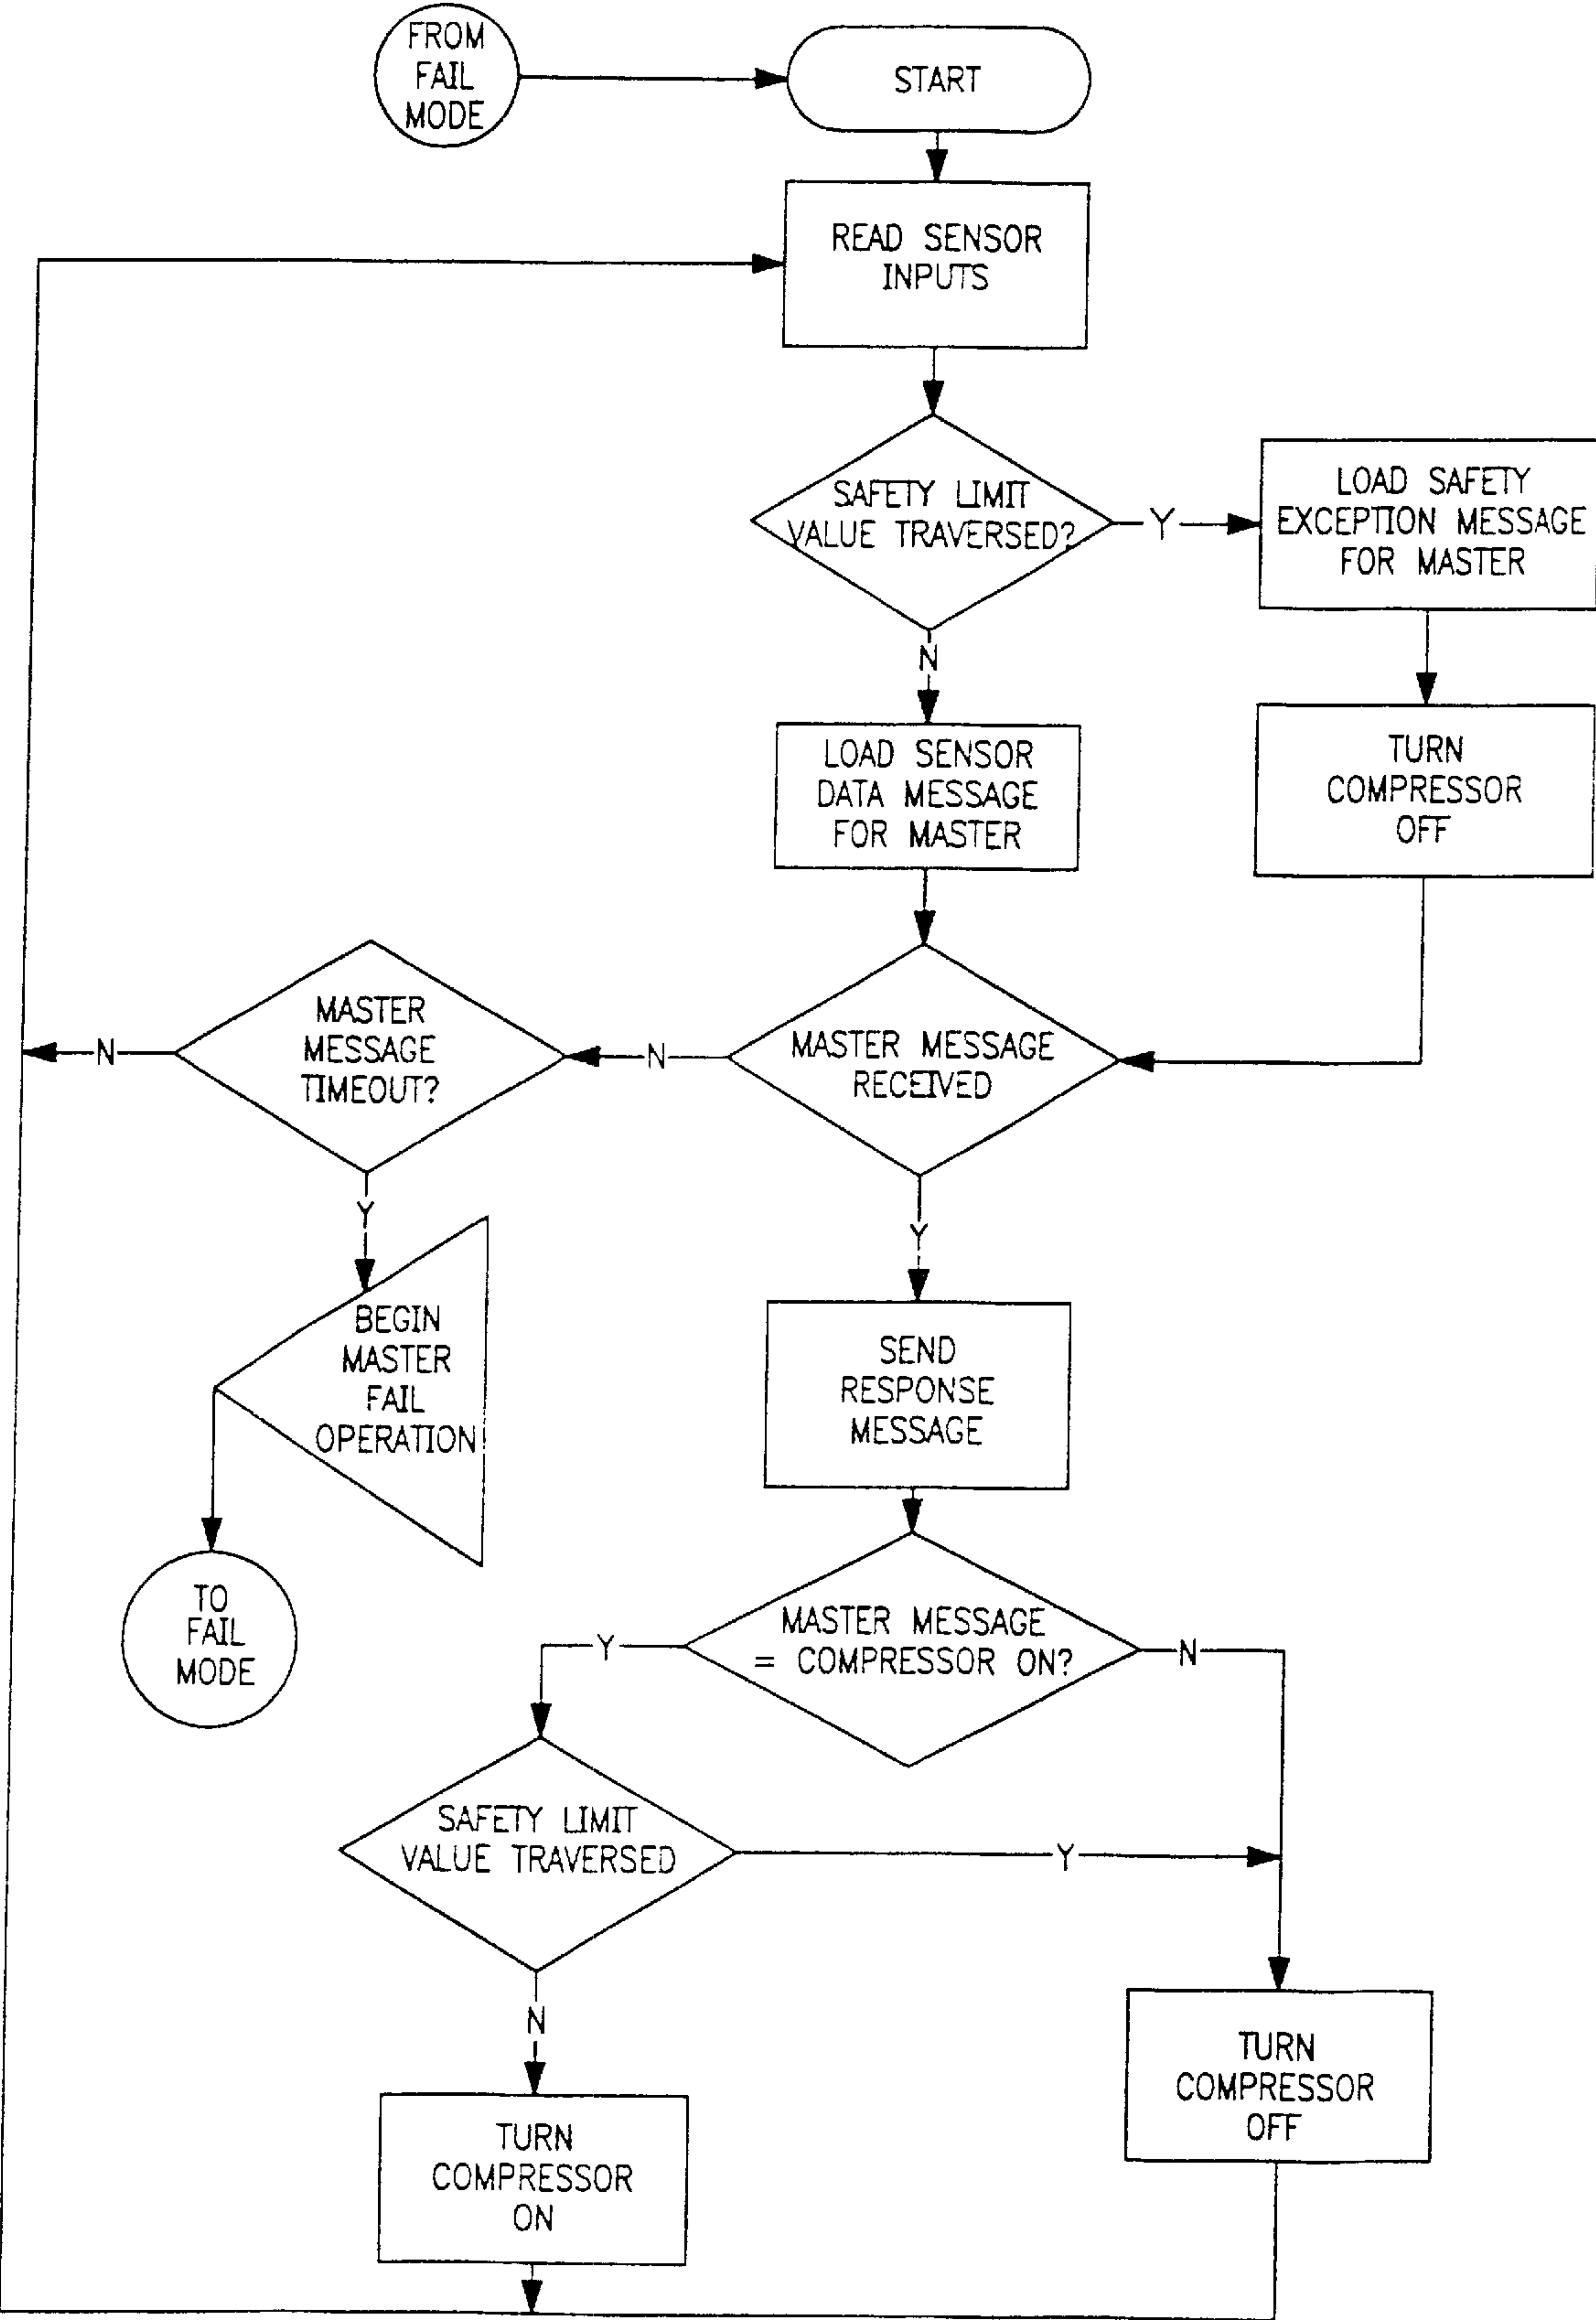 FROM
FAIL
MODE
START
READ SENSOR
INPUTS
SAFETY LIMIT
VALUE TRAVERSED?
Y
LOAD SAFETY
EXCEPTION MESSAGE
FOR MASTER
N
LOAD SENSOR
DATA MESSAGE
FOR MASTER
TURN
COMPRESSOR
OFF
MASTER MESSAGE
RECEIVED
N
MASTER
MESSAGE
TIMEOUT?
N
Y
BEGIN
MASTER
FAIL
OPERATION
TO
FAIL
MODE
Y
SEND
RESPONSE
MESSAGE
MASTER MESSAGE
= COMPRESSOR ON?
Y
N
SAFETY LIMIT
VALUE TRAVERSED
Y
N
TURN
COMPRESSOR
ON
TURN
COMPRESSOR
OFF